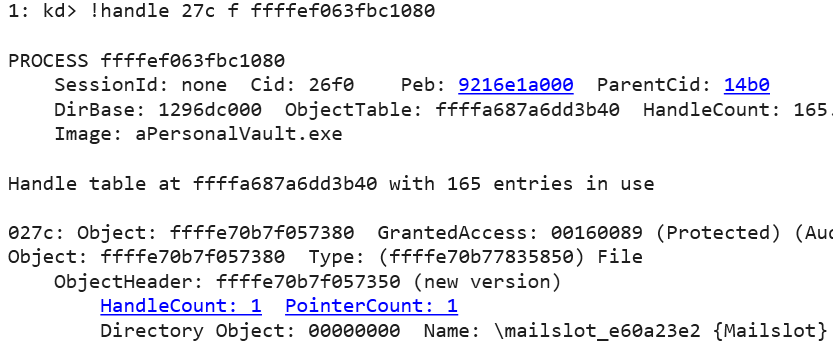 1: kd> !handle 27c f ffffef063fbc1080
PROCESS ffffef063fbc1080
SessionId: none  Cid: 26f0    Peb: 9216e1a000  ParentCid: 14b0
DirBase: 1296dc000  ObjectTable: ffffa687a6dd3b40  HandleCount: 165.
Image: aPersonalVault.exe
Handle table at ffffa687a6dd3b40 with 165 entries in use
027c: Object: ffffe70b7f057380  GrantedAccess: 00160089 (Protected) (Aud
Object: ffffe70b7f057380  Type: (ffffe70b77835850) File
ObjectHeader: ffffe70b7f057350 (new version)
HandleCount: 1  PointerCount: 1
Directory Object: 00000000  Name: \mailslot_e60a23e2 {Mailslot}